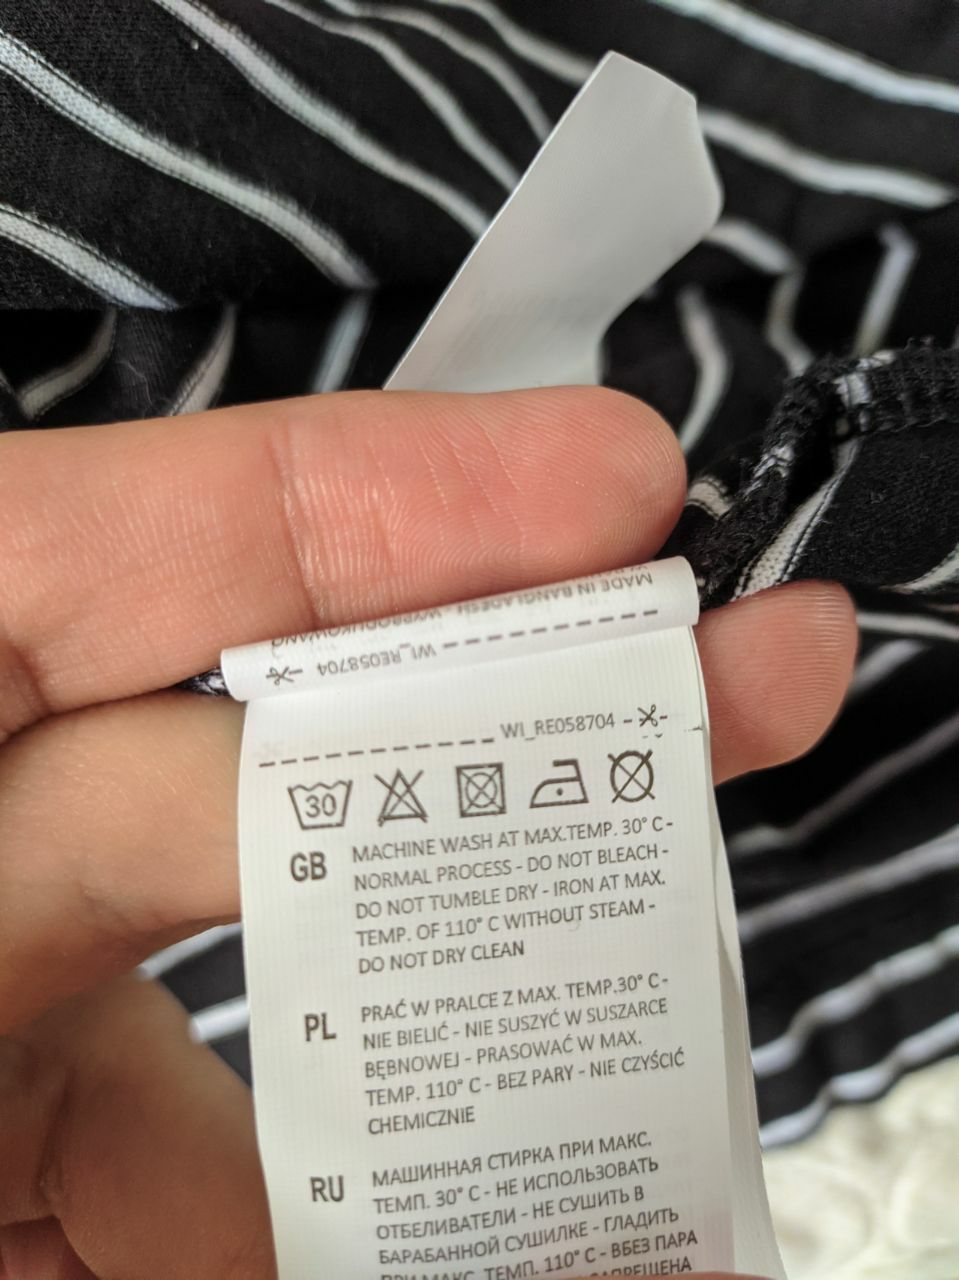 MADE IN BANGLADESH - WYPRODUKOWANO
WI_RE058704
WI_RE058704
30
GB
MACHINE WASH AT MAX.TEMP. 30° C -
NORMAL PROCESS - DO NOT BLEACH -
DO NOT TUMBLE DRY - IRON AT MAX.
TEMP. OF 110° C WITHOUT STEAM -
DO NOT DRY CLEAN
PL
PRAĆ W PRALCE Z MAX. TEMP.30° C -
NIE BIELIĆ - NIE SUSZYĆ W SUSZARCE
BĘBNOWEJ - PRASOWAĆ W MAX.
TEMP. 110° C - BEZ PARY - NIE CZYŚCIĆ
CHEMICZNIE
RU
МАШИННАЯ СТИРКА ПРИ МАКС.
ТЕМП. 30° C - НЕ ИСПОЛЬЗОВАТЬ
ОТБЕЛИВАТЕЛИ - НЕ СУШИТЬ В
БАРАБАННОЙ СУШИЛКЕ - ГЛАДИТЬ
ПРИ МАКС. ТЕМП. 110° C - ВБЕЗ ПАРА
ЗАПРЕЩЕНА